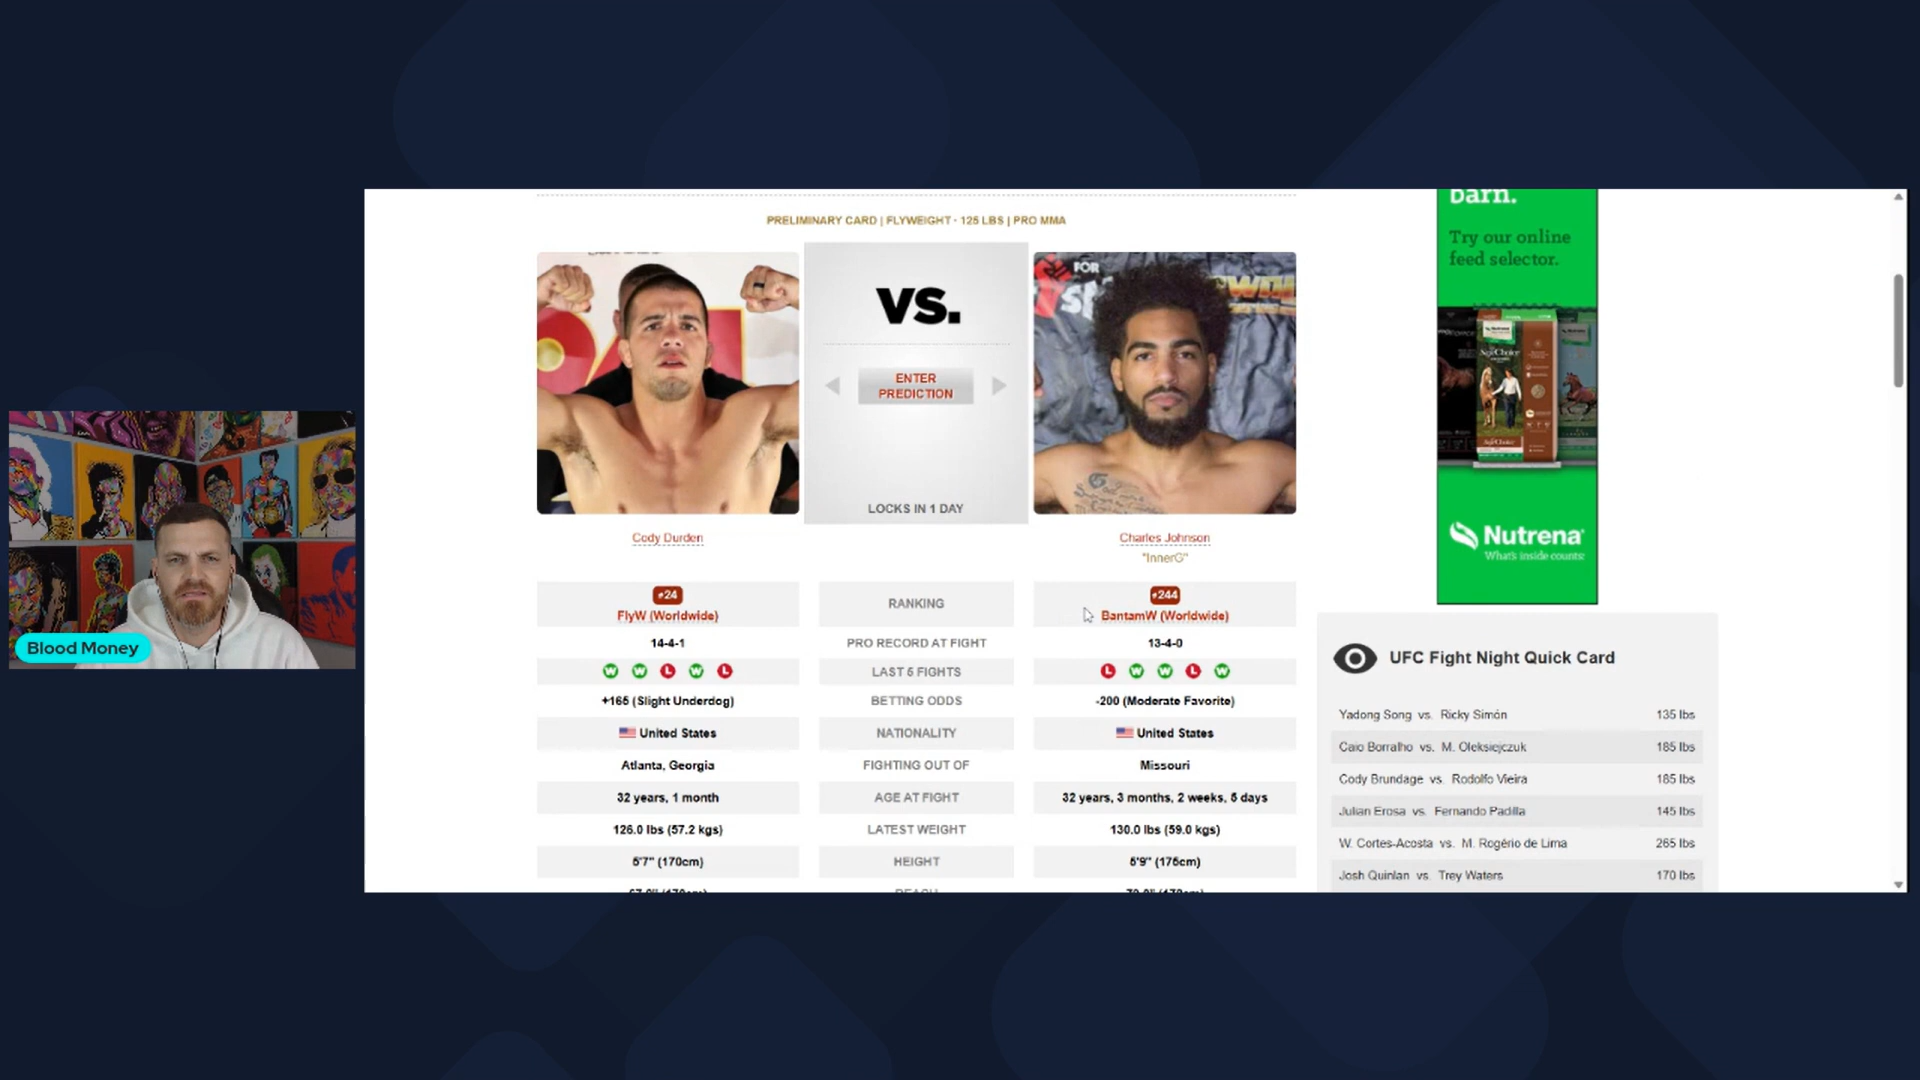 PRELIMINARY CARD | FLYWEIGHT · 125 LBS | PRO MMA
VS.
ENTER
PREDICTION
LOCKS IN 1 DAY
FOR
Cody Durden
Charles Johnson
"InnerG"
#24
FlyW (Worldwide)
RANKING
#244
BantamW (Worldwide)
14-4-1
PRO RECORD AT FIGHT
13-4-0
W W L W L
LAST 5 FIGHTS
L W W L W
+165 (Slight Underdog)
BETTING ODDS
-200 (Moderate Favorite)
United States
NATIONALITY
United States
Atlanta, Georgia
FIGHTING OUT OF
Missouri
32 years, 1 month
AGE AT FIGHT
32 years, 3 months, 2 weeks, 5 days
126.0 lbs (57.2 kgs)
LATEST WEIGHT
130.0 lbs (59.0 kgs)
5'7" (170cm)
HEIGHT
5'9" (175cm)
REACH
barn.
Try our online
feed selector.
Nutrena
What's inside counts
UFC Fight Night Quick Card
Yadong Song vs. Ricky Simón 135 lbs
Caio Borralho vs. M. Oleksiejczuk 185 lbs
Cody Brundage vs. Rodolfo Vieira 185 lbs
Julian Erosa vs. Fernando Padilla 145 lbs
W. Cortes-Acosta vs. M. Rogério de Lima 265 lbs
Josh Quinlan vs. Trey Waters 170 lbs
Blood Money